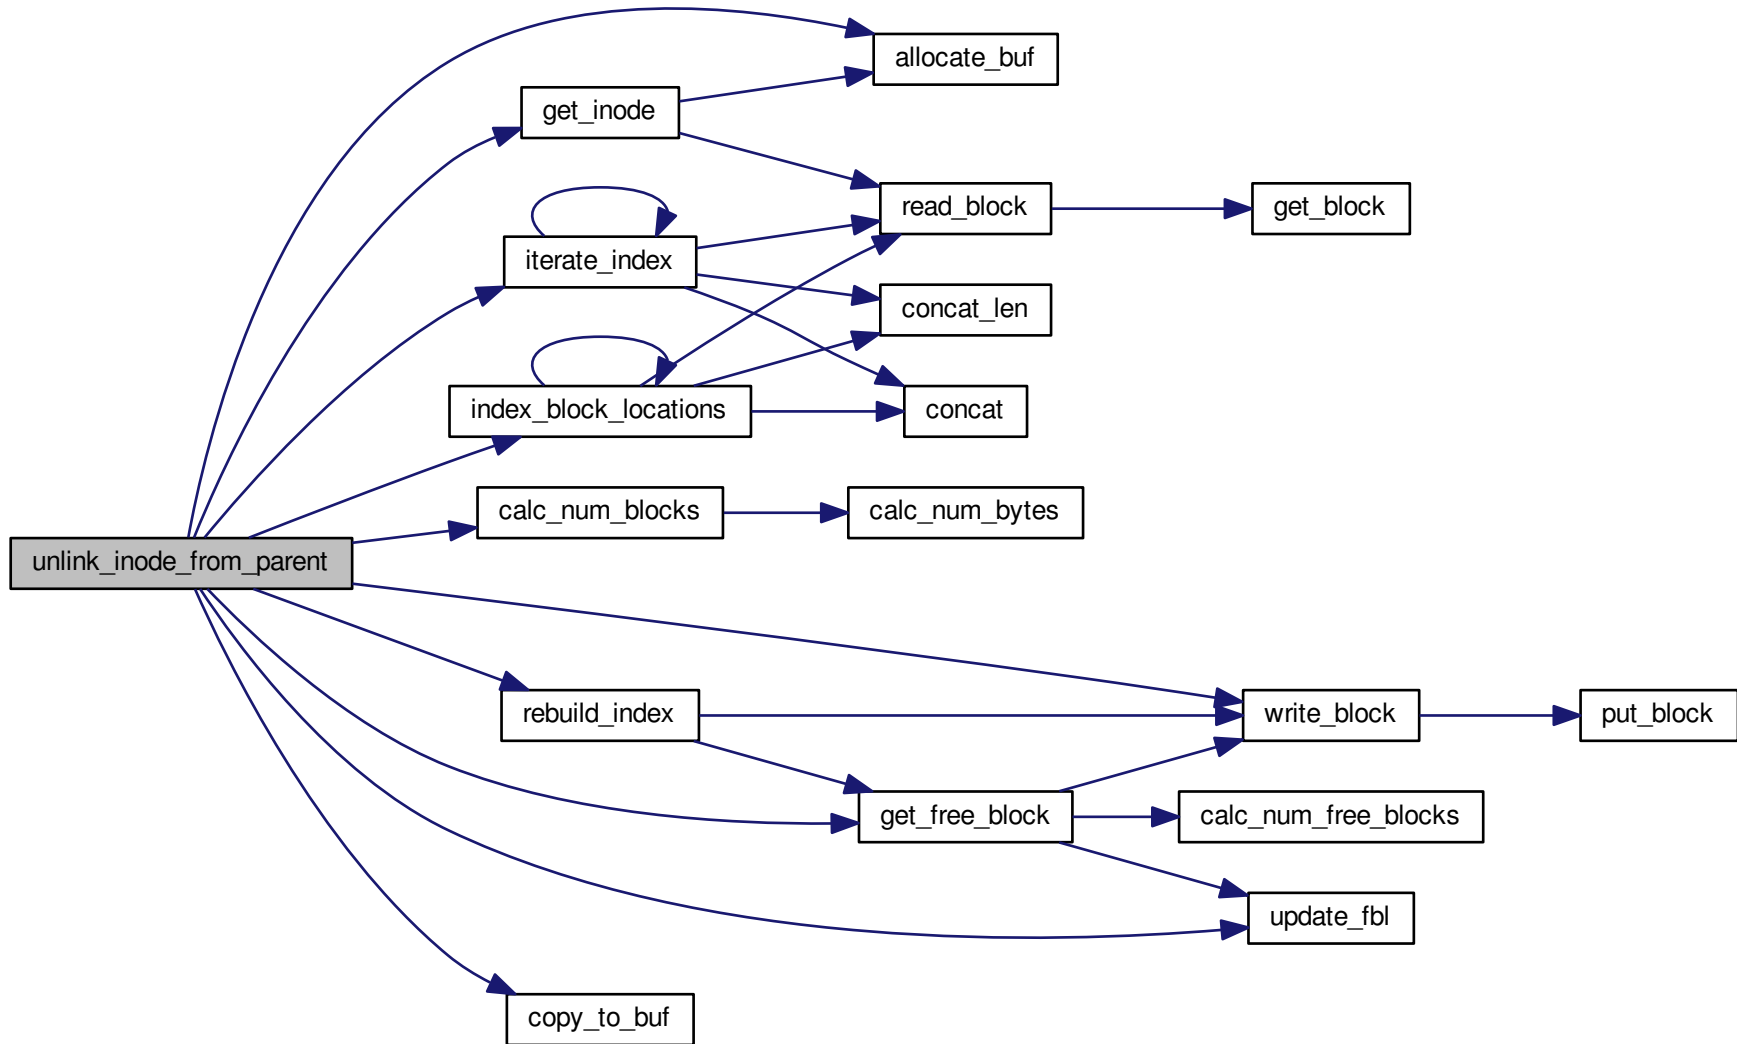 allocate_buf
get_inode
read_block
get_block
iterate_index
concat_len
index_block_locations
concat
calc_num_blocks
calc_num_bytes
unlink_inode_from_parent
rebuild_index
write_block
put_block
get_free_block
calc_num_free_blocks
update_fbl
copy_to_buf